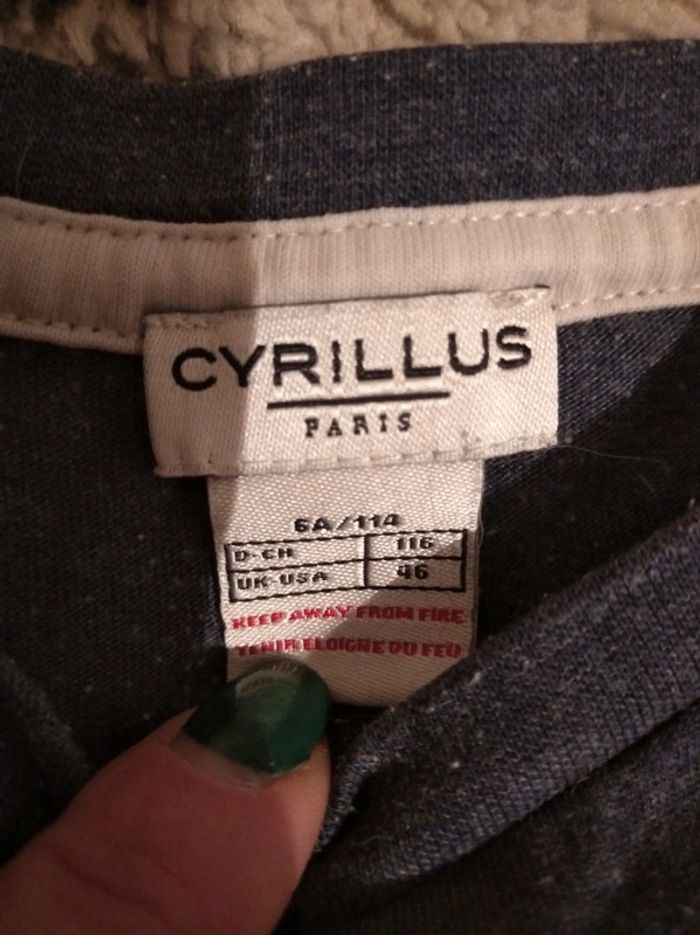 CYRILLUS
PARIS
6A/114
D-CH 116
UK-USA 46
KEEP AWAY FROM FIRE
TENIR ELOIGNE DU FEU